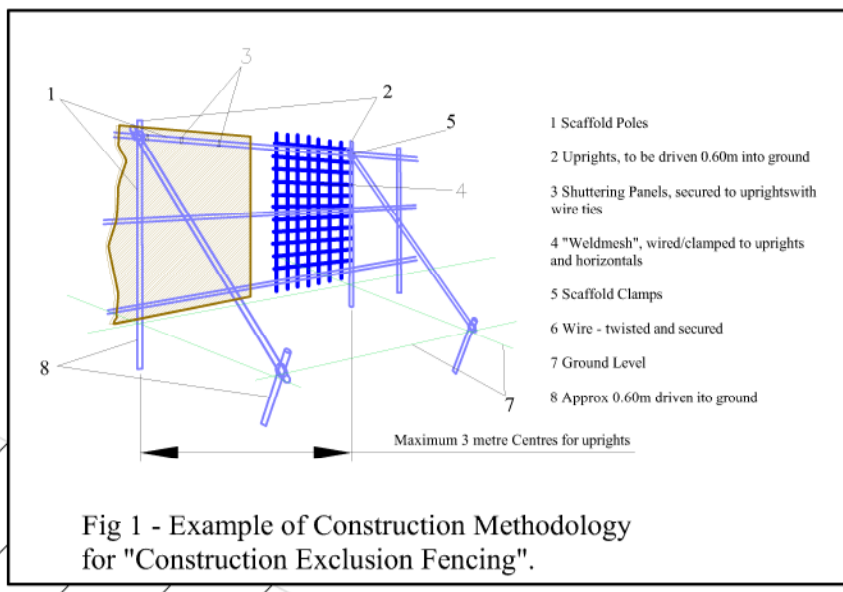 3
1
2
5
1 Scaffold Poles
2 Uprights, to be driven 0.60m into ground
3 Shuttering Panels, secured to uprightswith
wire ties
4
4 "Weldmesh", wired/clamped to uprights
and horizontals
5 Scaffold Clamps
6 Wire - twisted and secured
7 Ground Level
8
8 Approx 0.60m driven ito ground
7
Maximum 3 metre Centres for uprights
Fig 1 - Example of Construction Methodology
for "Construction Exclusion Fencing".